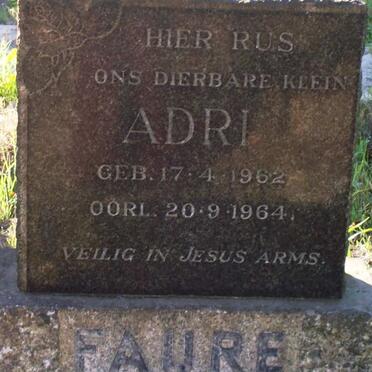 HIER RUS
ONS DIERBARE KLEIN
ADRI
GEB. 17·4·1962
OORL. 20·9·1964.
VEILIG IN JESUS ARMS.
FAURE